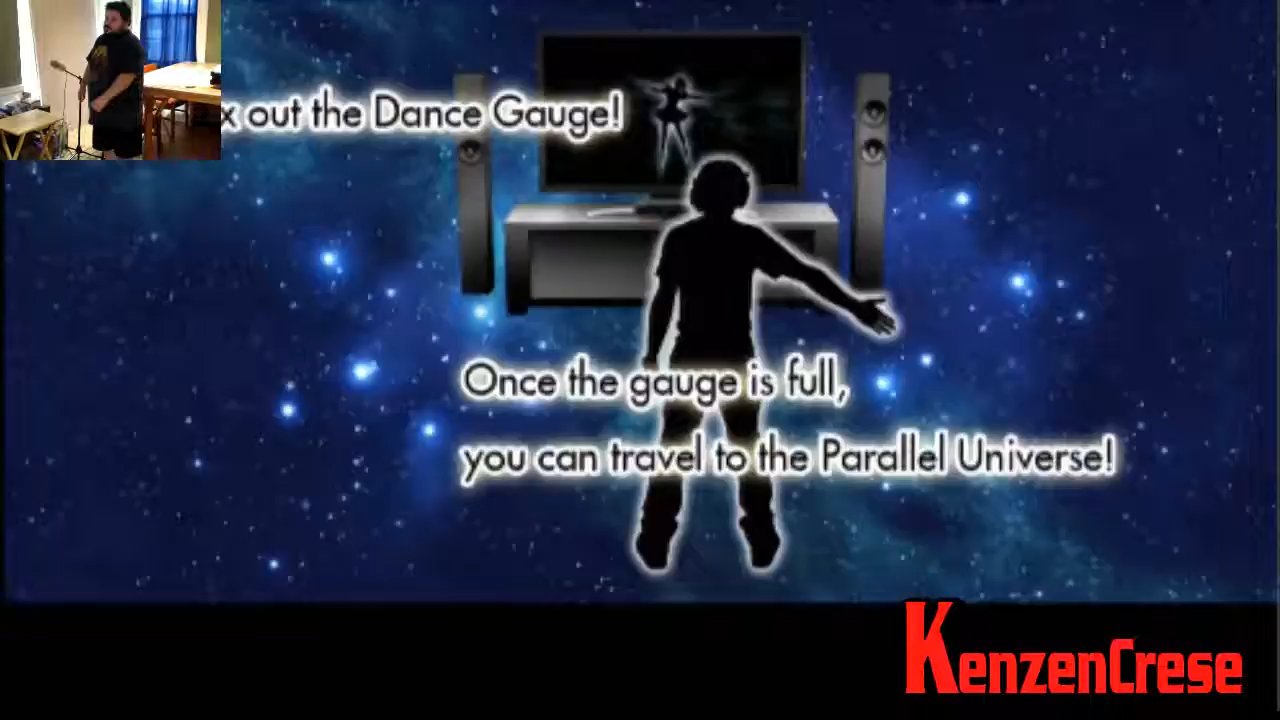 x out the Dance Gauge!
Once the gauge is full,
you can travel to the Parallel Universe!
KenzenCrese